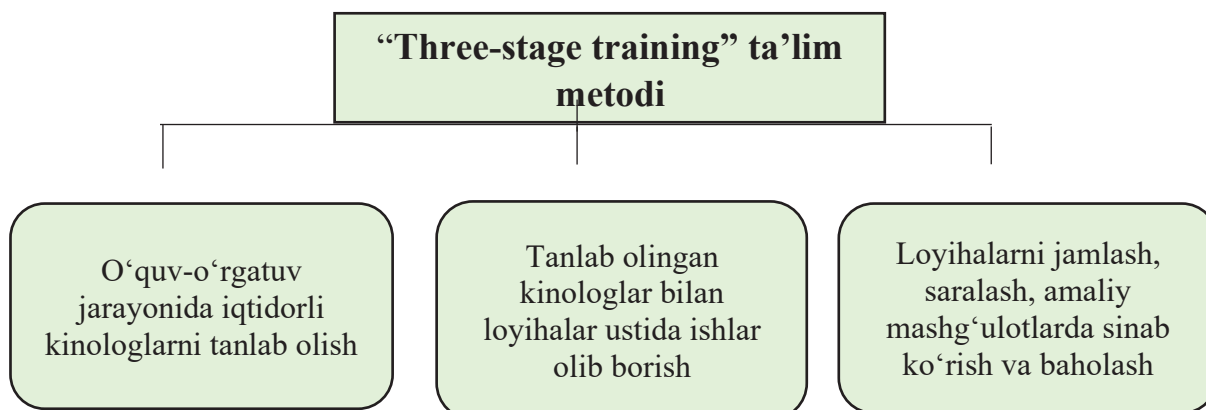 “Three-stage training” ta’lim
metodi
O‘quv-o‘rgatuv
jarayonida iqtidorli
kinologlarni tanlab olish
Tanlab olingan
kinologlar bilan
loyihalar ustida ishlar
olib borish
Loyihalarni jamlash,
saralash, amaliy
mashg‘ulotlarda sinab
ko‘rish va baholash